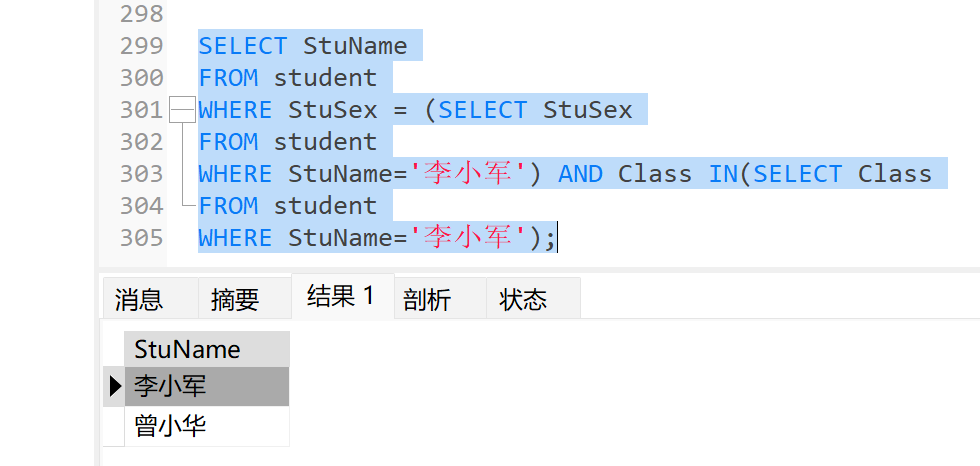 298
299 SELECT StuName
300 FROM student
301 WHERE StuSex = (SELECT StuSex
302 FROM student
303 WHERE StuName='李小军') AND Class IN(SELECT Class
304 FROM student
305 WHERE StuName='李小军');
消息 摘要 结果 1 剖析 状态
StuName
李小军
曾小华